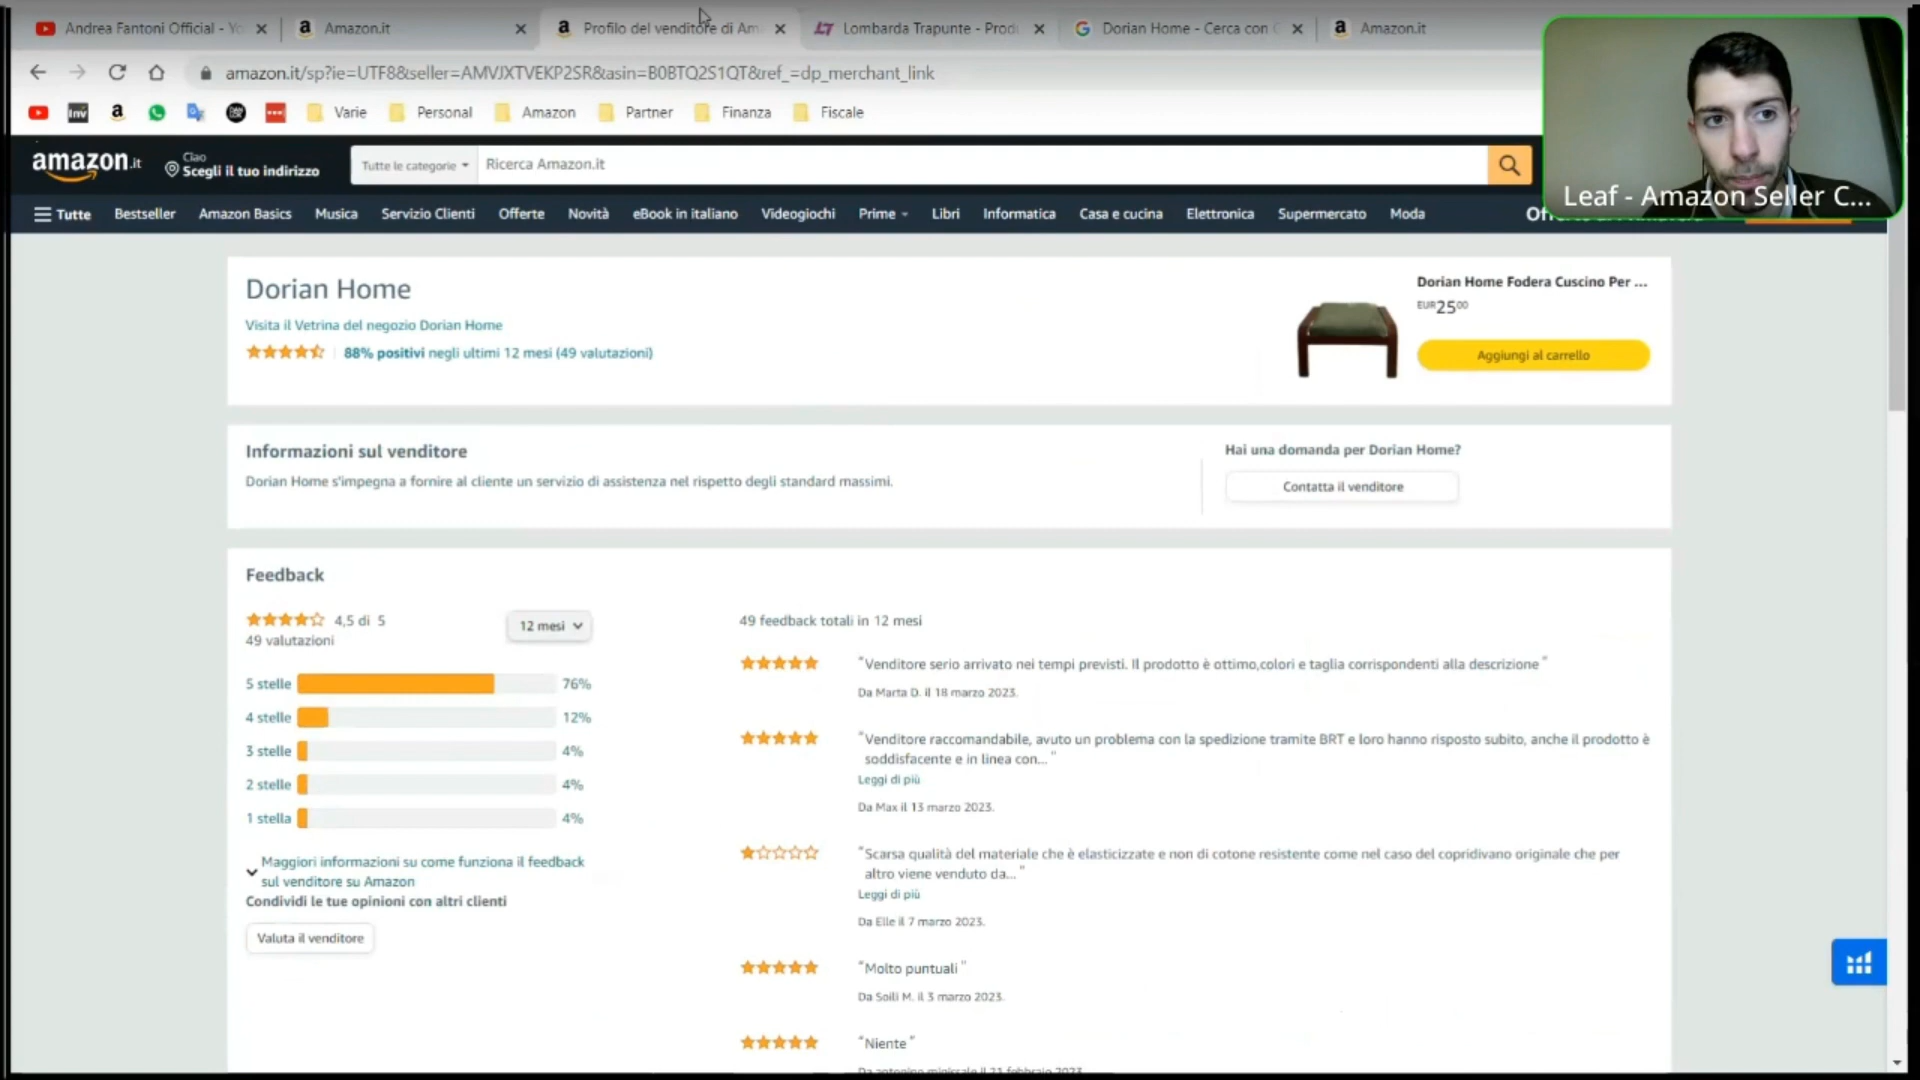 Andrea Fantoni Official - Yo
Amazon.it
Profilo del venditore di Am
Lombarda Trapunte - Prod
Dorian Home - Cerca con G
Amazon.it
amazon.it/sp?ie=UTF8&seller=AMVJXTVEKP2SR&asin=B0BTQ2S1QT&ref_=dp_merchant_link
Inv
Varie
Personal
Amazon
Partner
Finanza
Fiscale
amazon.it
Ciao
Scegli il tuo indirizzo
Tutte le categorie
Ricerca Amazon.it
Leaf - Amazon Seller C...
Tutte
Bestseller
Amazon Basics
Musica
Servizio Clienti
Offerte
Novità
eBook in italiano
Videogiochi
Prime
Libri
Informatica
Casa e cucina
Elettronica
Supermercato
Moda
Dorian Home
Visita il Vetrina del negozio Dorian Home
88% positivi negli ultimi 12 mesi (49 valutazioni)
Dorian Home Fodera Cuscino Per ...
EUR2500
Aggiungi al carrello
Informazioni sul venditore
Dorian Home s'impegna a fornire al cliente un servizio di assistenza nel rispetto degli standard massimi.
Hai una domanda per Dorian Home?
Contatta il venditore
Feedback
4,5 di 5
49 valutazioni
12 mesi
5 stelle 76%
4 stelle 12%
3 stelle 4%
2 stelle 4%
1 stella 4%
Maggiori informazioni su come funziona il feedback
sul venditore su Amazon
Condividi le tue opinioni con altri clienti
Valuta il venditore
49 feedback totali in 12 mesi
"Venditore serio arrivato nei tempi previsti. Il prodotto è ottimo,colori e taglia corrispondenti alla descrizione"
Da Marta D. il 18 marzo 2023.
"Venditore raccomandabile, avuto un problema con la spedizione tramite BRT e loro hanno risposto subito, anche il prodotto è
soddisfacente e in linea con..."
Leggi di più
Da Max il 13 marzo 2023.
"Scarsa qualità del materiale che è elasticizzate e non di cotone resistente come nel caso del copridivano originale che per
altro viene venduto da..."
Leggi di più
Da Elle il 7 marzo 2023.
"Molto puntuali"
Da Soili M. il 3 marzo 2023.
"Niente"
Da antonino minissale il 21 febbraio 2023.